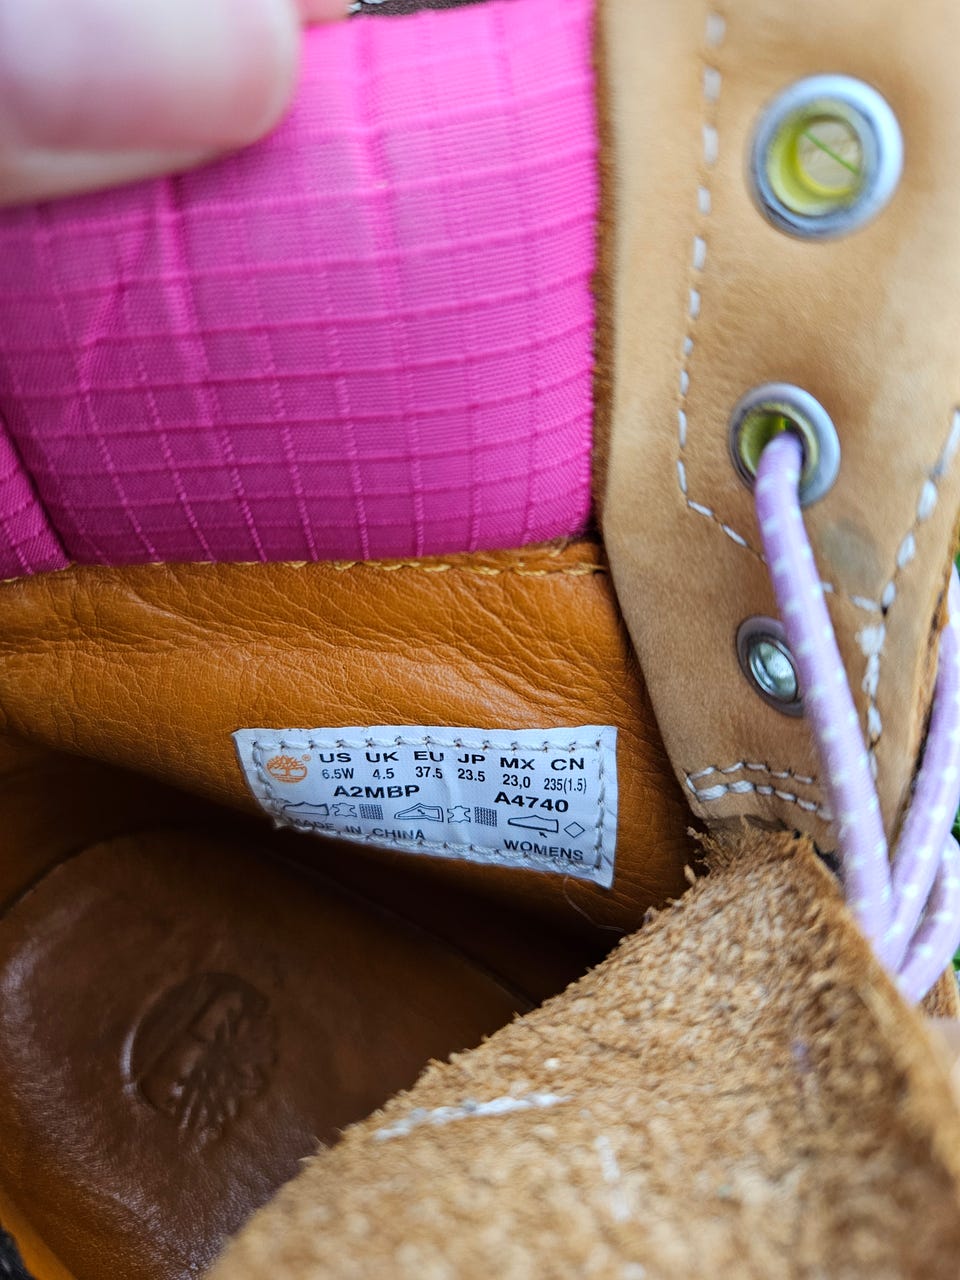 US UK EU JP MX CN
6.5W 4.5 37.5 23.5 23,0 235(1.5)
A2MBP A4740
MADE IN CHINA
WOMENS